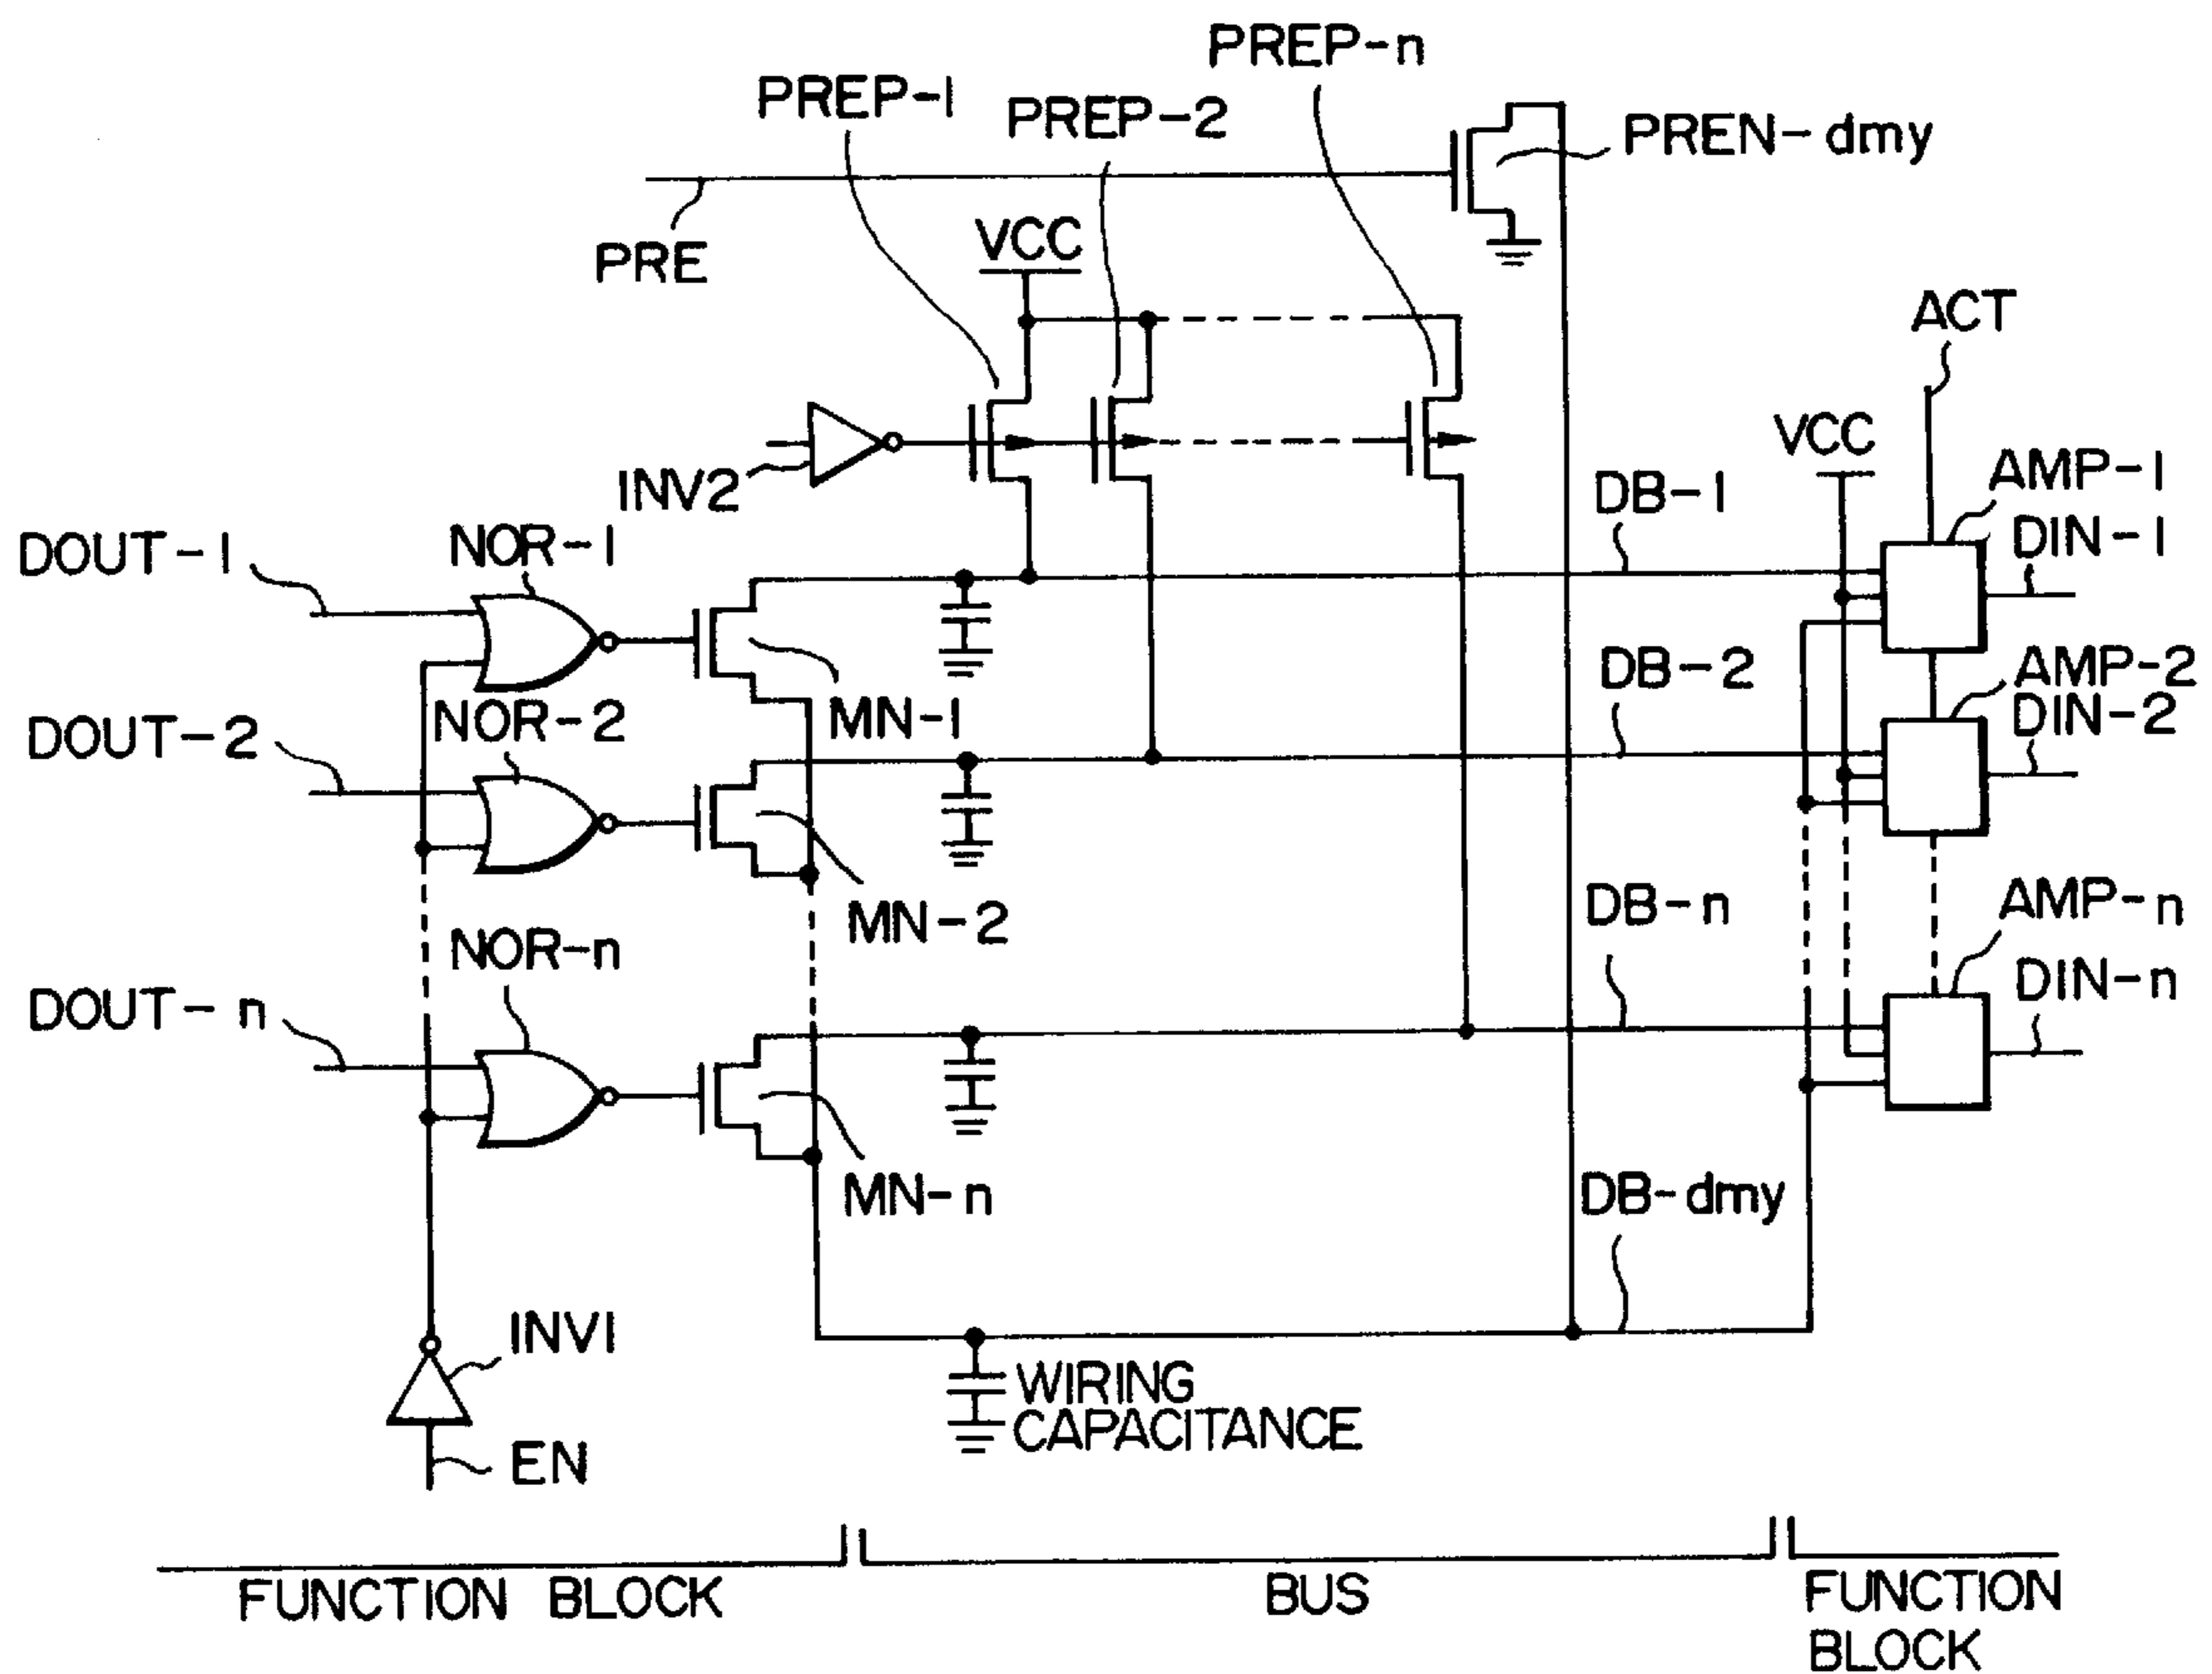 PREP-n
PREP-1
PREP-2
PREN-dmy
PRE
VCC
ACT
VCC
INV2
AMP-1
DB-1
DIN-1
NOR-1
DOUT-1
DB-2
AMP-2
MN-1
NOR-2
DIN-2
DOUT-2
DB-n
AMP-n
MN-2
NOR-n
DIN-n
DOUT-n
MN-n
DB-dmy
INV1
WIRING
CAPACITANCE
EN
FUNCTION BLOCK
BUS
FUNCTION
BLOCK